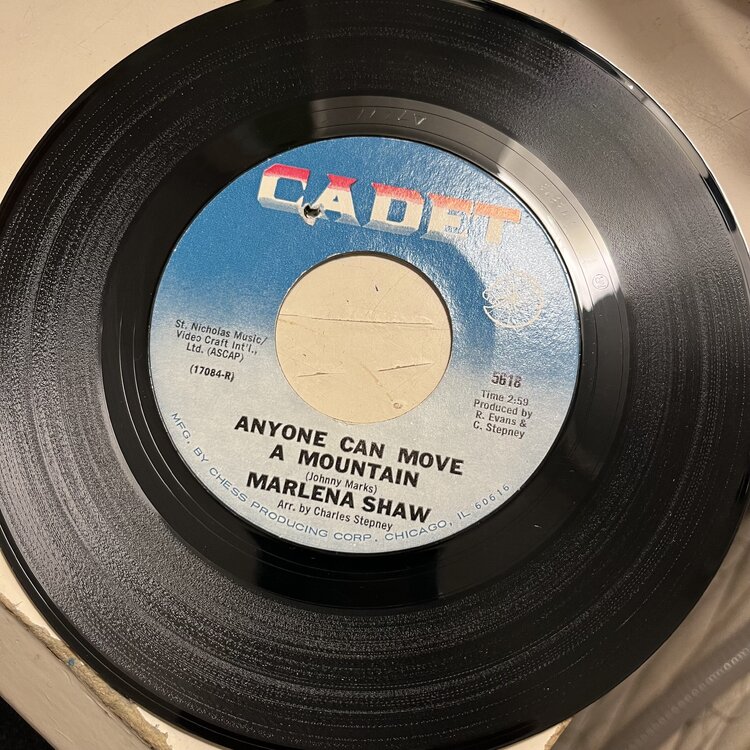 CADET
St. Nicholas Music/
Video Craft Int'l.,
Ltd. (ASCAP)
(17084-R)
5618
Time 2:59
Produced by
R. Evans &
C. Stepney
ANYONE CAN MOVE
A MOUNTAIN
(Johnny Marks)
MARLENA SHAW
Arr. by Charles Stepney
MFG. BY CHESS PRODUCING CORP. CHICAGO, IL 60616